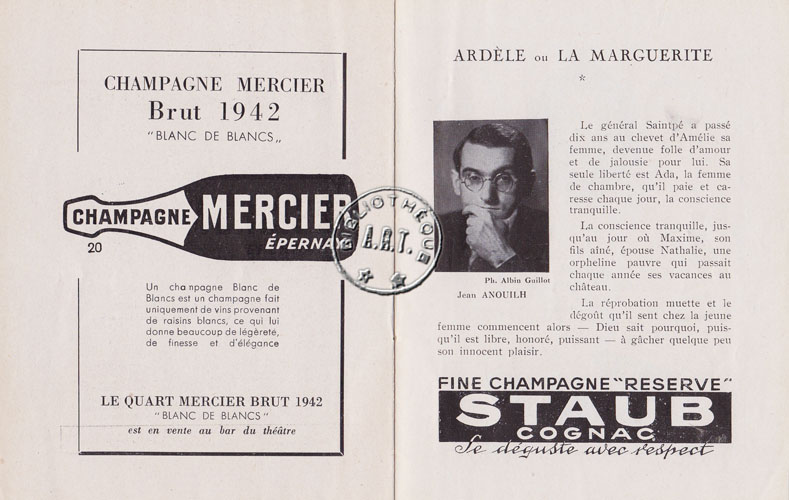 CHAMPAGNE MERCIER
Brut 1942
"BLANC DE BLANCS„
CHAMPAGNE MERCIER
ÉPERNAY
20
Un champagne Blanc de
Blancs est un champagne fait
uniquement de vins provenant
de raisins blancs, ce qui lui
donne beaucoup de légèreté,
de finesse et d'élégance
LE QUART MERCIER BRUT 1942
"BLANC DE BLANCS"
est en vente au bar du théâtre
BIBLIOTHÈQUE
A.R.T.
ARDÈLE ou LA MARGUERITE
*
Ph. Albin Guillot
Jean ANOUILH
Le général Saintpé a passé
dix ans au chevet d'Amélie sa
femme, devenue folle d'amour
et de jalousie pour lui. Sa
seule liberté est Ada, la femme
de chambre, qu'il paie et ca-
resse chaque jour, la conscience
tranquille.
La conscience tranquille, jus-
qu'au jour où Maxime, son
fils aîné, épouse Nathalie, une
orpheline pauvre qui passait
chaque année ses vacances au
château.
La réprobation muette et le
dégoût qu'il sent chez la jeune
femme commencent alors — Dieu sait pourquoi, puis-
qu'il est libre, honoré, puissant — à gâcher quelque peu
son innocent plaisir.
FINE CHAMPAGNE "RESERVE"
STAUB
COGNAC
Se déguste avec respect